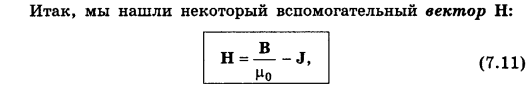 Итак, мы нашли некоторый вспомогательный вектор H:
H = B/μ₀ − J, (7.11)